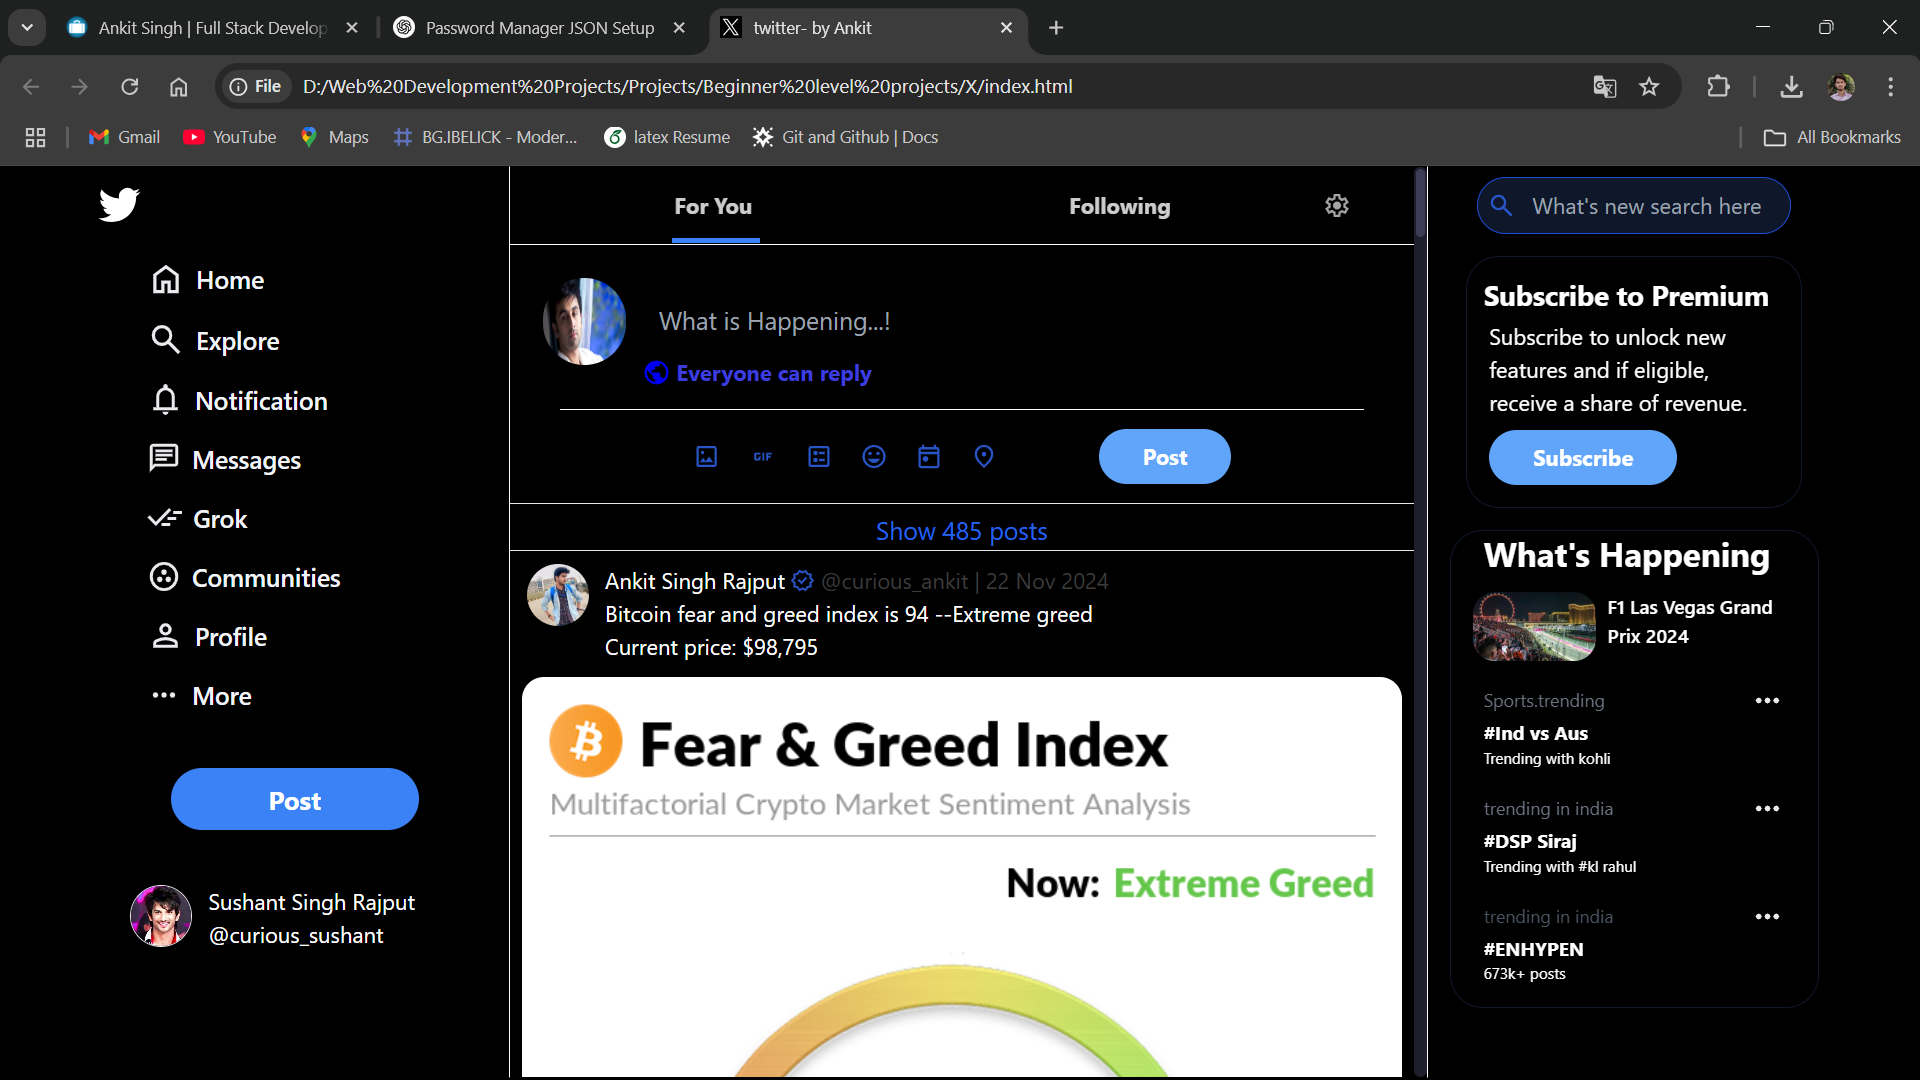 Ankit Singh | Full Stack Develop
Password Manager JSON Setup
twitter- by Ankit
File
D:/Web%20Development%20Projects/Projects/Beginner%20level%20projects/X/index.html
Gmail
YouTube
Maps
BG.IBELICK - Moder...
latex Resume
Git and Github | Docs
All Bookmarks
Home
Explore
Notification
Messages
Grok
Communities
Profile
More
Post
Sushant Singh Rajput
@curious_sushant
For You
Following
What is Happening...!
Everyone can reply
GIF
Post
Show 485 posts
Ankit Singh Rajput @curious_ankit | 22 Nov 2024
Bitcoin fear and greed index is 94 --Extreme greed
Current price: $98,795
Fear & Greed Index
Multifactorial Crypto Market Sentiment Analysis
Now: Extreme Greed
What's new search here
Subscribe to Premium
Subscribe to unlock new
features and if eligible,
receive a share of revenue.
Subscribe
What's Happening
F1 Las Vegas Grand
Prix 2024
Sports.trending
#Ind vs Aus
Trending with kohli
trending in india
#DSP Siraj
Trending with #kl rahul
trending in india
#ENHYPEN
673k+ posts